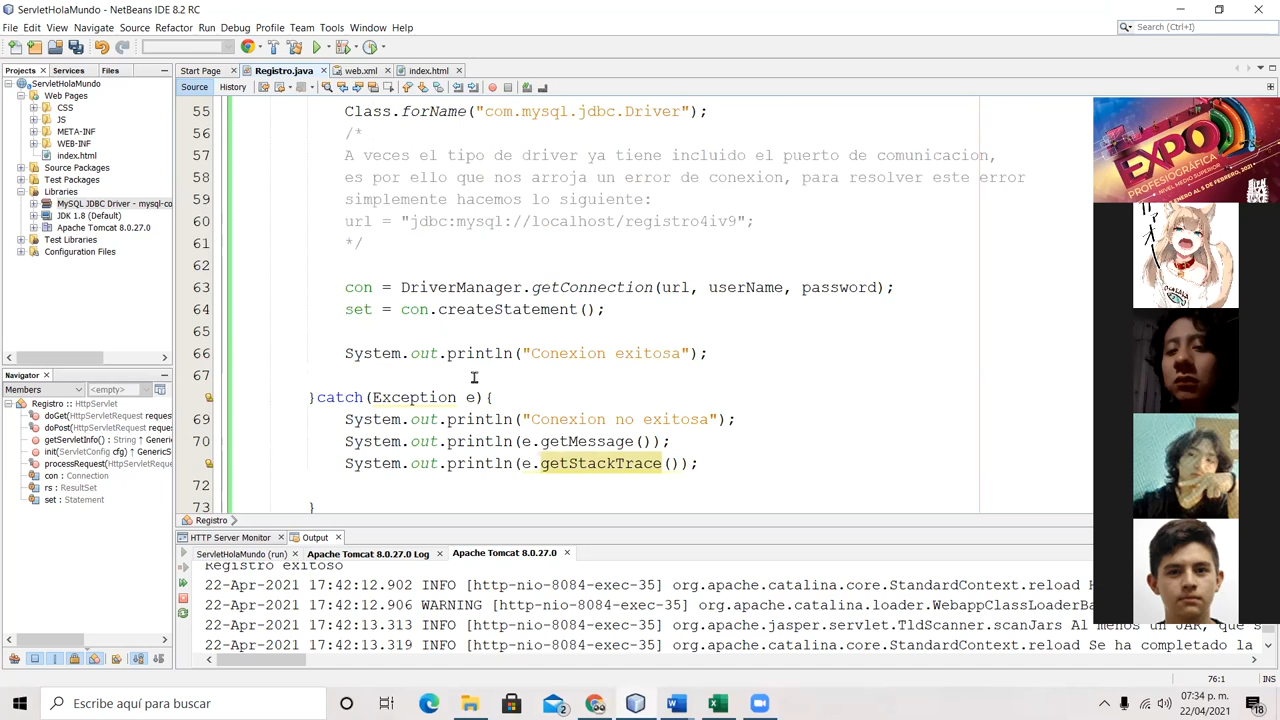 ServletHolaMundo - NetBeans IDE 8.2 RC
File Edit View Navigate Source Refactor Run Debug Profile Team Tools Window Help
Search (Ctrl+I)
Projects Services Files
Start Page Registro.java web.xml index.html
Source History
ServletHolaMundo
Web Pages
CSS
JS
META-INF
WEB-INF
index.html
Source Packages
Test Packages
Libraries
MySQL JDBC Driver - mysql-co
JDK 1.8 (Default)
Apache Tomcat 8.0.27.0
Test Libraries
Configuration Files
55 Class.forName("com.mysql.jdbc.Driver");
56 /*
57 A veces el tipo de driver ya tiene incluido el puerto de comunicacion,
58 es por ello que nos arroja un error de conexion, para resolver este error
59 simplemente hacemos lo siguiente:
60 url = "jdbc:mysql://localhost/registro4iv9";
61 */
62
63 con = DriverManager.getConnection(url, userName, password);
64 set = con.createStatement();
65
66 System.out.println("Conexion exitosa");
67
}catch(Exception e){
69 System.out.println("Conexion no exitosa");
70 System.out.println(e.getMessage());
System.out.println(e.getStackTrace());
72
73 }
Navigator
Members <empty>
Registro :: HttpServlet
doGet(HttpServletRequest reques
doPost(HttpServletRequest reque
getServletInfo() : String ↑ Generic
init(ServletConfig cfg) ↑ GenericS
processRequest(HttpServletReque
con : Connection
rs : ResultSet
set : Statement
Registro
HTTP Server Monitor Output
ServletHolaMundo (run) Apache Tomcat 8.0.27.0 Log Apache Tomcat 8.0.27.0
Registro exitoso
22-Apr-2021 17:42:12.902 INFO [http-nio-8084-exec-35] org.apache.catalina.core.StandardContext.reload
22-Apr-2021 17:42:12.906 WARNING [http-nio-8084-exec-35] org.apache.catalina.loader.WebappClassLoaderBa
22-Apr-2021 17:42:13.313 INFO [http-nio-8084-exec-35] org.apache.jasper.servlet.TldScanner.scanJars Al menos un JAR, que s
22-Apr-2021 17:42:13.319 INFO [http-nio-8084-exec-35] org.apache.catalina.core.StandardContext.reload Se ha completado la
76:1 INS
EXPO
PROFESIOGRÁFICA
NIVEL MEDIO SUPERIOR
Escribe aquí para buscar
2
07:34 p. m.
22/04/2021
18